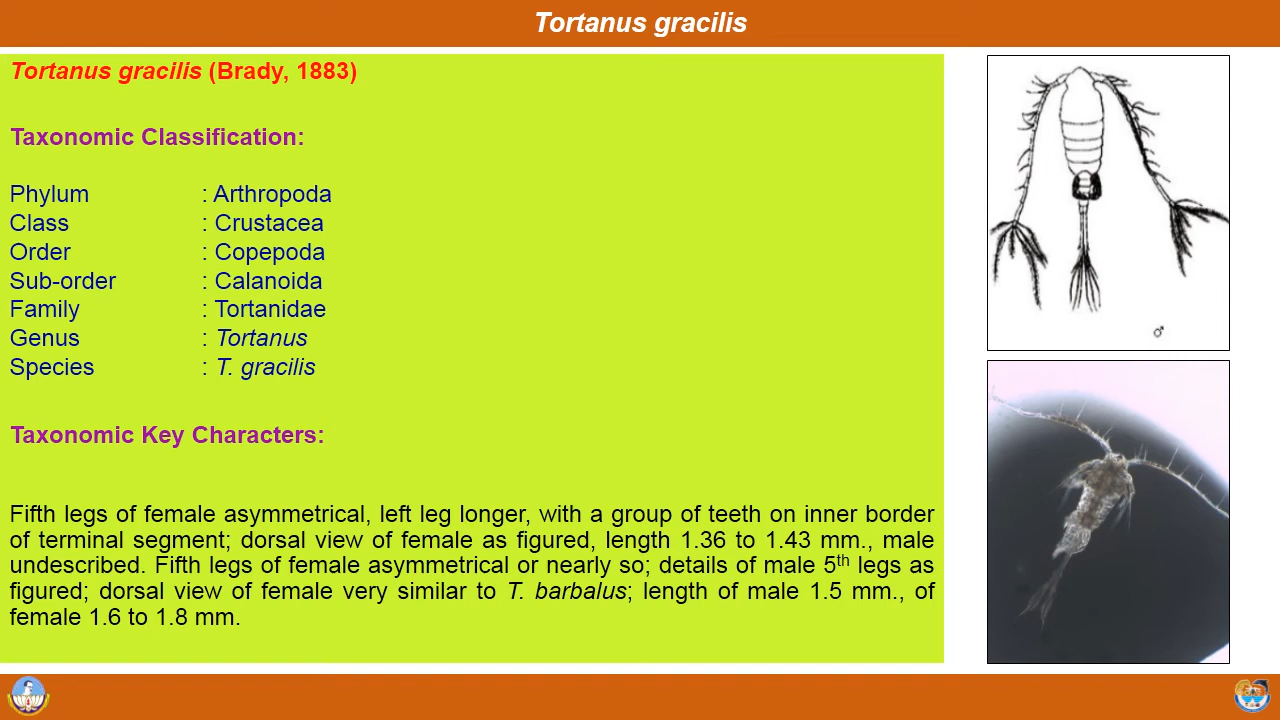 Tortanus gracilis
Tortanus gracilis (Brady, 1883)
Taxonomic Classification:
Phylum : Arthropoda
Class : Crustacea
Order : Copepoda
Sub-order : Calanoida
Family : Tortanidae
Genus : Tortanus
Species : T. gracilis
Taxonomic Key Characters:
Fifth legs of female asymmetrical, left leg longer, with a group of teeth on inner border
of terminal segment; dorsal view of female as figured, length 1.36 to 1.43 mm., male
undescribed. Fifth legs of female asymmetrical or nearly so; details of male 5th legs as
figured; dorsal view of female very similar to T. barbalus; length of male 1.5 mm., of
female 1.6 to 1.8 mm.
♂